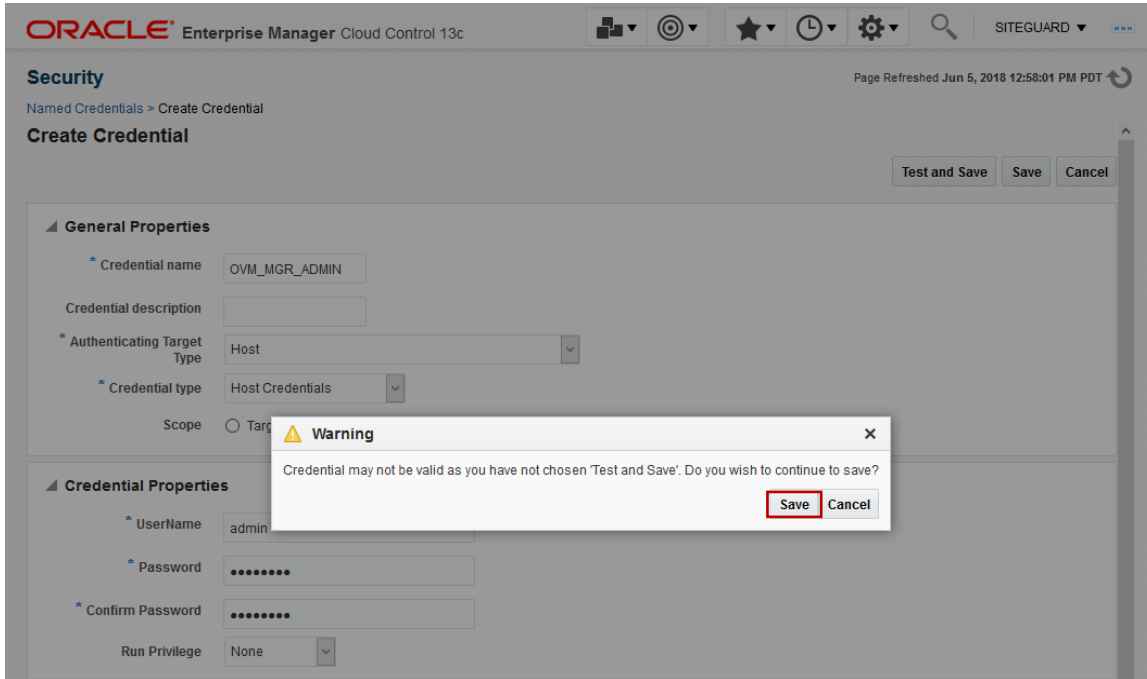 ORACLE Enterprise Manager Cloud Control 13c
SITEGUARD
Security
Page Refreshed Jun 5, 2018 12:58:01 PM PDT
Named Credentials > Create Credential
Create Credential
Test and Save Save Cancel
General Properties
* Credential name OVM_MGR_ADMIN
Credential description
* Authenticating Target
Type
Host
* Credential type Host Credentials
Scope Targ
Warning
Credential may not be valid as you have not chosen 'Test and Save'. Do you wish to continue to save?
Save Cancel
Credential Properties
* UserName admin
* Password ••••••••
* Confirm Password ••••••••
Run Privilege None